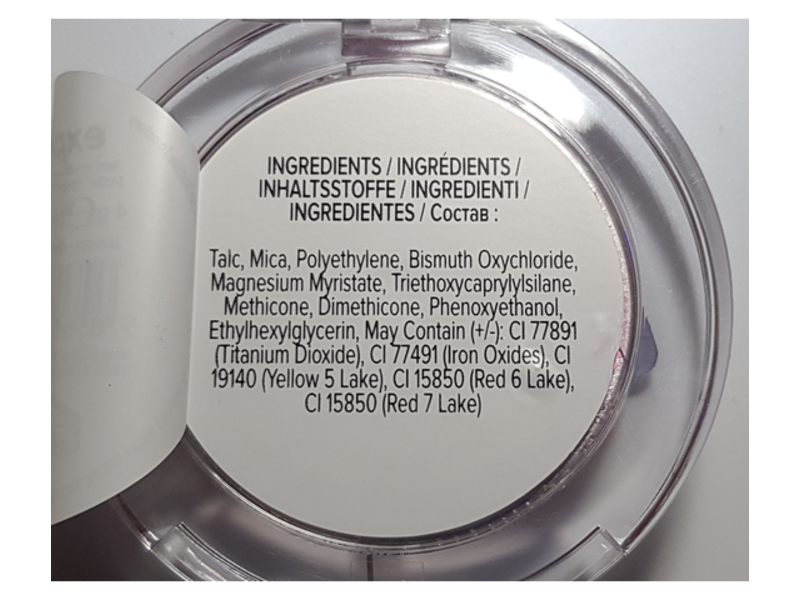 INGREDIENTS / INGRÉDIENTS /
INHALTSSTOFFE / INGREDIENTI /
INGREDIENTES / Состав :
Talc, Mica, Polyethylene, Bismuth Oxychloride,
Magnesium Myristate, Triethoxycaprylylsilane,
Methicone, Dimethicone, Phenoxyethanol,
Ethylhexylglycerin, May Contain (+/-): CI 77891
(Titanium Dioxide), CI 77491 (Iron Oxides), CI
19140 (Yellow 5 Lake), CI 15850 (Red 6 Lake),
CI 15850 (Red 7 Lake)